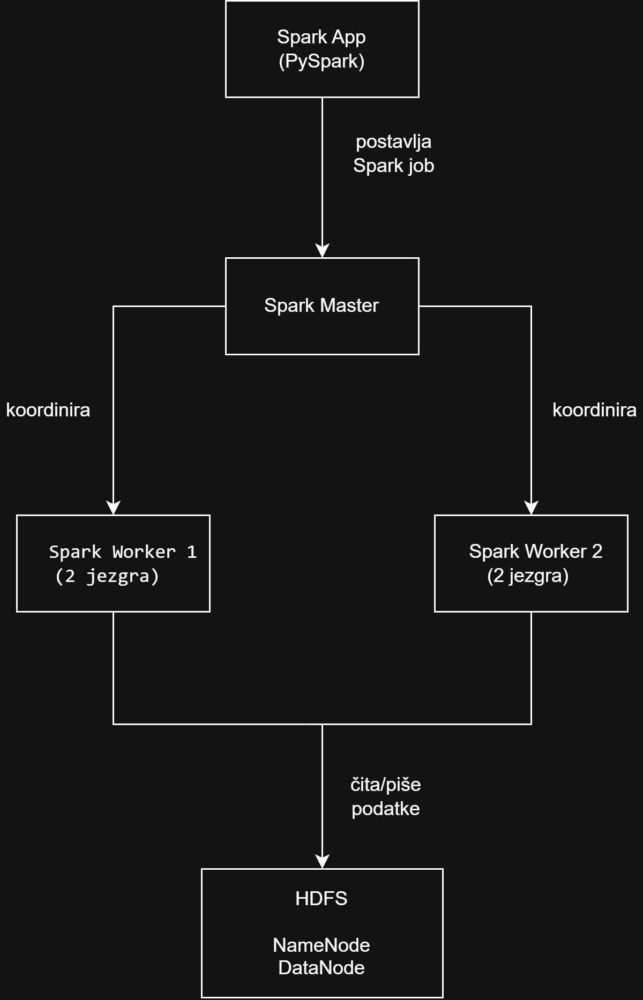 Spark App
(PySpark)
postavlja
Spark job
Spark Master
koordinira
koordinira
Spark Worker 1
(2 jezgra)
Spark Worker 2
(2 jezgra)
čita/piše
podatke
HDFS
NameNode
DataNode